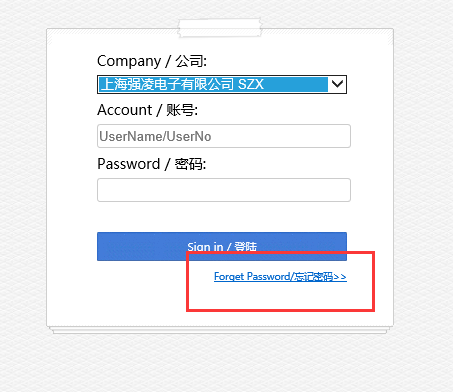 Company / 公司:
上海强凌电子有限公司 SZX
Account / 账号:
UserName/UserNo
Password / 密码:
Sign in / 登陆
Forget Password/忘记密码>>